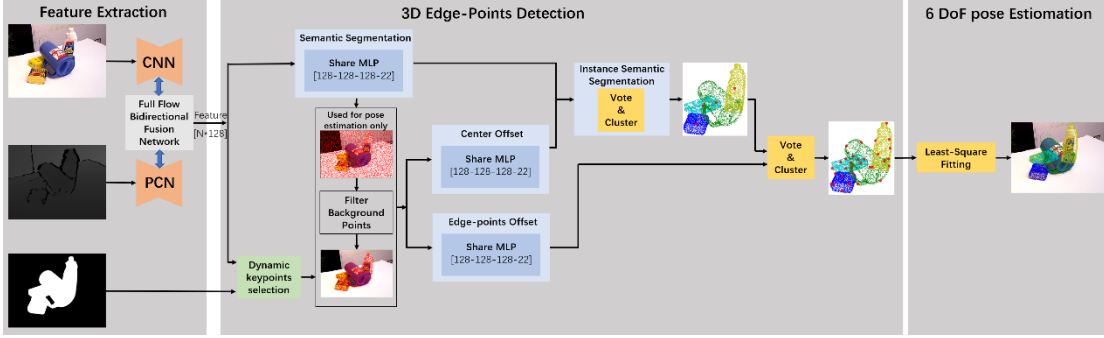 Feature Extraction
3D Edge-Points Detection
6 DoF pose Estiomation
CNN
Full Flow
Bidirectional
Fusion
Network
PCN
Feature
[N*128]
Semantic Segmentation
Share MLP
[128-128-128-22]
Used for pose
estimation only
Filter
Background
Points
Dynamic
keypoints
selection
Center Offset
Share MLP
[128-128-128-22]
Edge-points Offset
Share MLP
[128-128-128-22]
Instance Semantic
Segmentation
Vote
&
Cluster
Vote
&
Cluster
Least-Square
Fitting